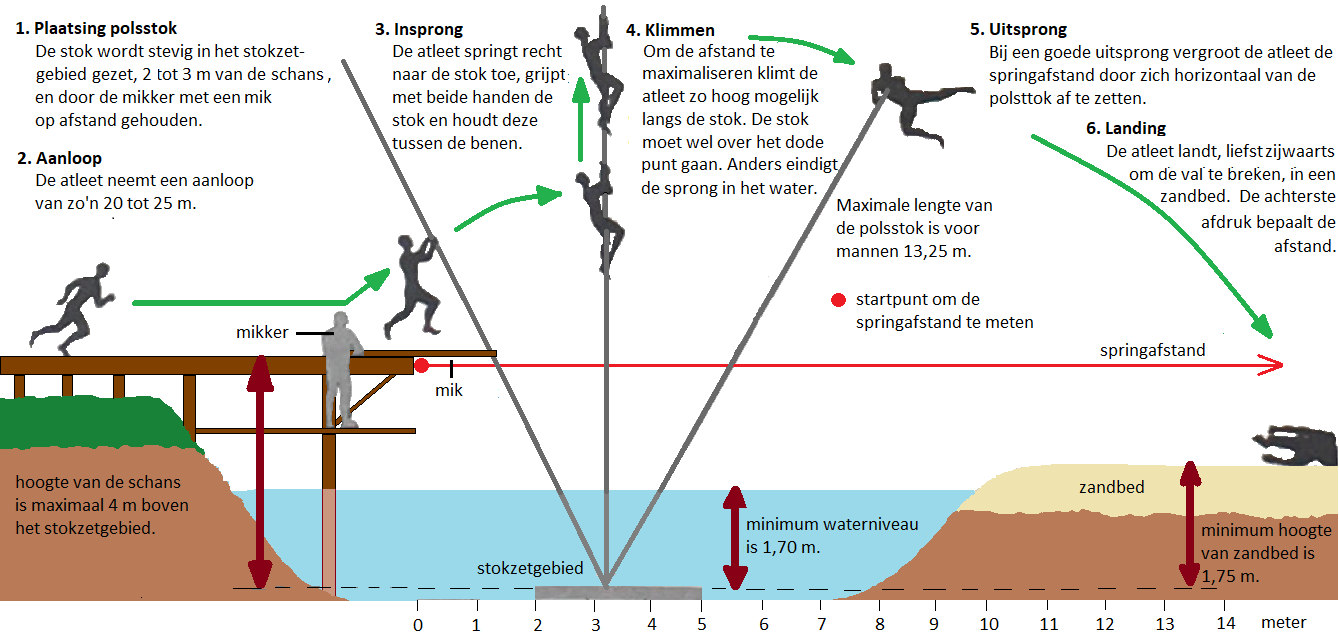 1. Plaatsing polsstok
De stok wordt stevig in het stokzet-
gebied gezet, 2 tot 3 m van de schans ,
en door de mikker met een mik
op afstand gehouden.
2. Aanloop
De atleet neemt een aanloop
van zo'n 20 tot 25 m.
3. Insprong
De atleet springt recht
naar de stok toe, grijpt
met beide handen de
stok en houdt deze
tussen de benen.
4. Klimmen
Om de afstand te
maximaliseren klimt de
atleet zo hoog mogelijk
langs de stok. De stok
moet wel over het dode
punt gaan. Anders eindigt
de sprong in het water.
5. Uitsprong
Bij een goede uitsprong vergroot de atleet de
springafstand door zich horizontaal van de
polsttok af te zetten.
6. Landing
De atleet landt, liefst zijwaarts
om de val te breken, in een
zandbed. De achterste
afdruk bepaalt de
afstand.
Maximale lengte van
de polsstok is voor
mannen 13,25 m.
startpunt om de
springafstand te meten
mikker
mik
springafstand
hoogte van de schans
is maximaal 4 m boven
het stokzetgebied.
zandbed
minimum waterniveau
is 1,70 m.
minimum hoogte
van zandbed is
1,75 m.
stokzetgebied
0 1 2 3 4 5 6 7 8 9 10 11 12 13 14 meter